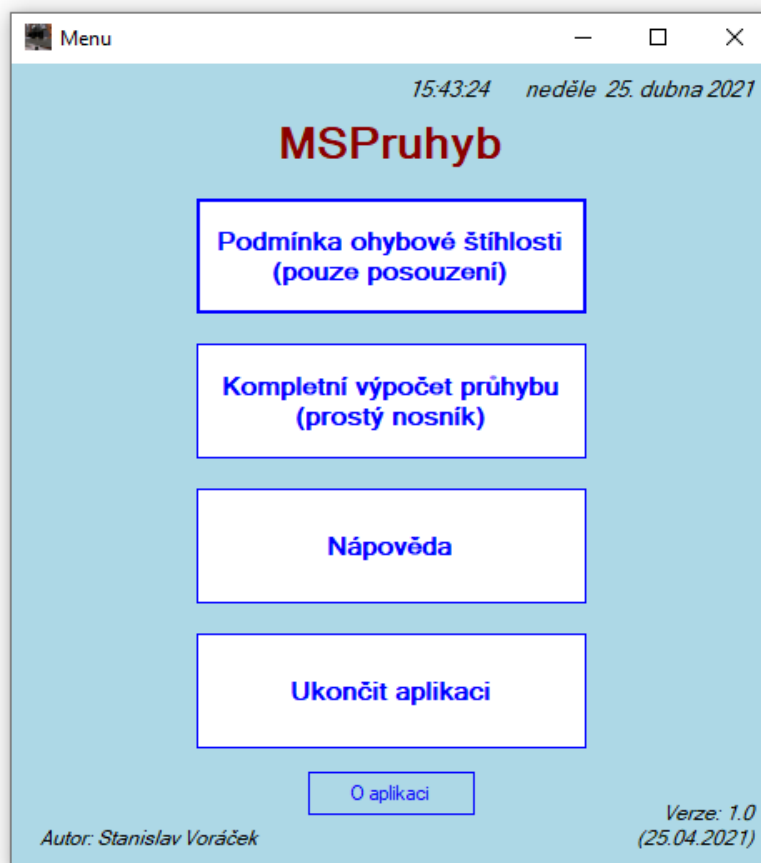 Menu
15:43:24 neděle 25. dubna 2021
MSPruhyb
Podmínka ohybové štíhlosti
(pouze posouzení)
Kompletní výpočet průhybu
(prostý nosník)
Nápověda
Ukončit aplikaci
O aplikaci
Verze: 1.0
Autor: Stanislav Voráček (25.04.2021)